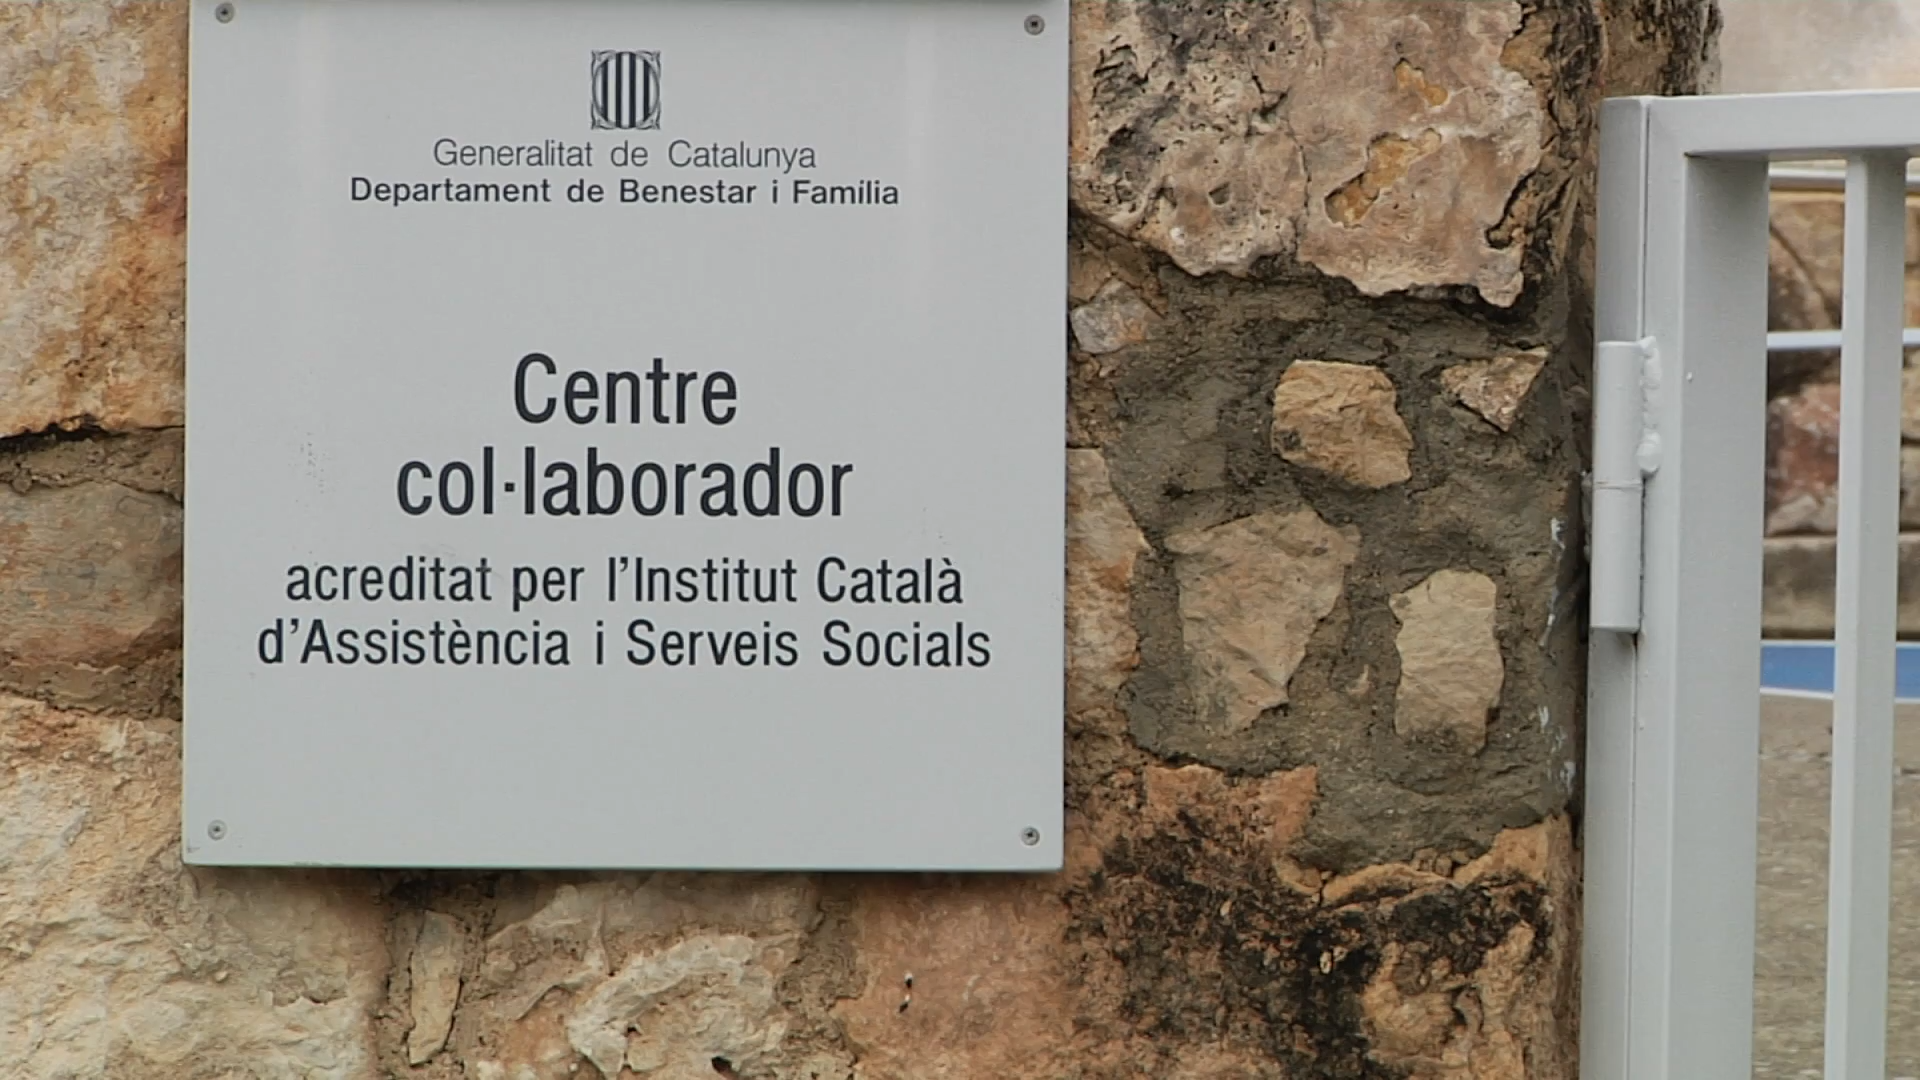 Generalitat de Catalunya
Departament de Benestar i Família
Centre
col·laborador
acreditat per l'Institut Català
d'Assistència i Serveis Socials